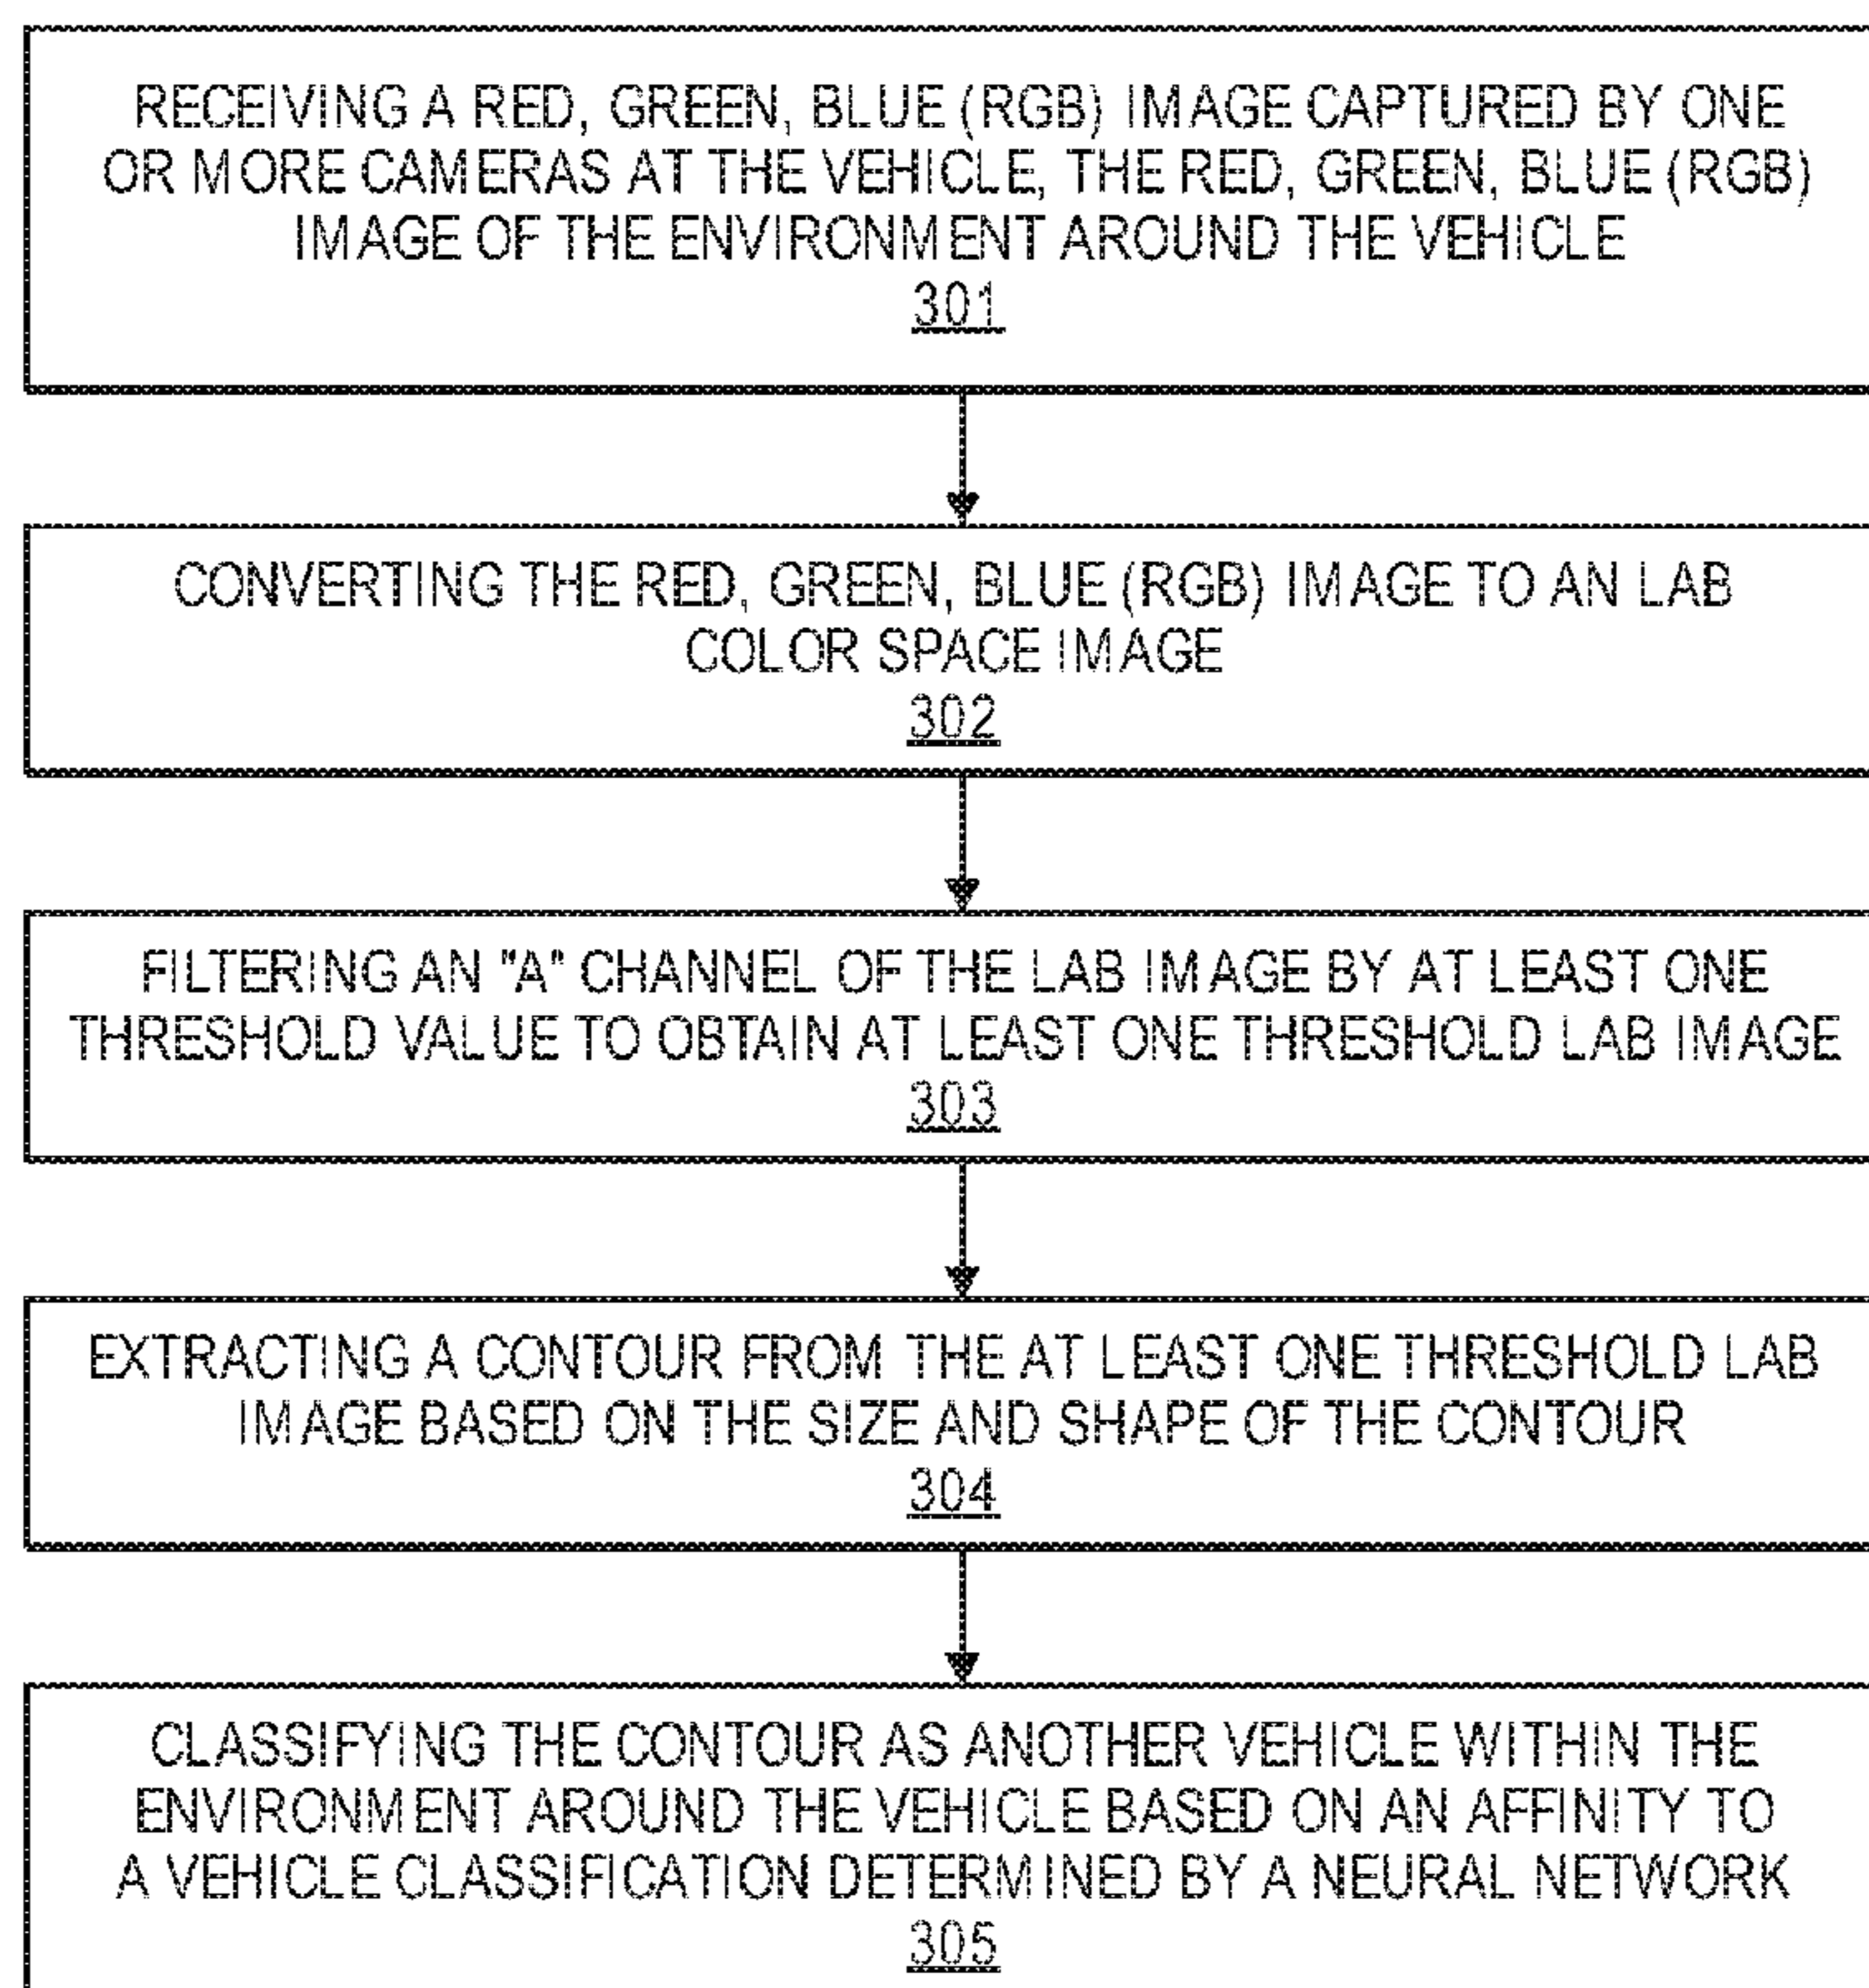 RECEIVING A RED, GREEN, BLUE (RGB) IMAGE CAPTURED BY ONE
OR MORE CAMERAS AT THE VEHICLE, THE RED, GREEN, BLUE (RGB)
IMAGE OF THE ENVIRONMENT AROUND THE VEHICLE
301
CONVERTING THE RED, GREEN, BLUE (RGB) IMAGE TO AN LAB
COLOR SPACE IMAGE
302
FILTERING AN "A" CHANNEL OF THE LAB IMAGE BY AT LEAST ONE
THRESHOLD VALUE TO OBTAIN AT LEAST ONE THRESHOLD LAB IMAGE
303
EXTRACTING A CONTOUR FROM THE AT LEAST ONE THRESHOLD LAB
IMAGE BASED ON THE SIZE AND SHAPE OF THE CONTOUR
304
CLASSIFYING THE CONTOUR AS ANOTHER VEHICLE WITHIN THE
ENVIRONMENT AROUND THE VEHICLE BASED ON AN AFFINITY TO
A VEHICLE CLASSIFICATION DETERMINED BY A NEURAL NETWORK
305